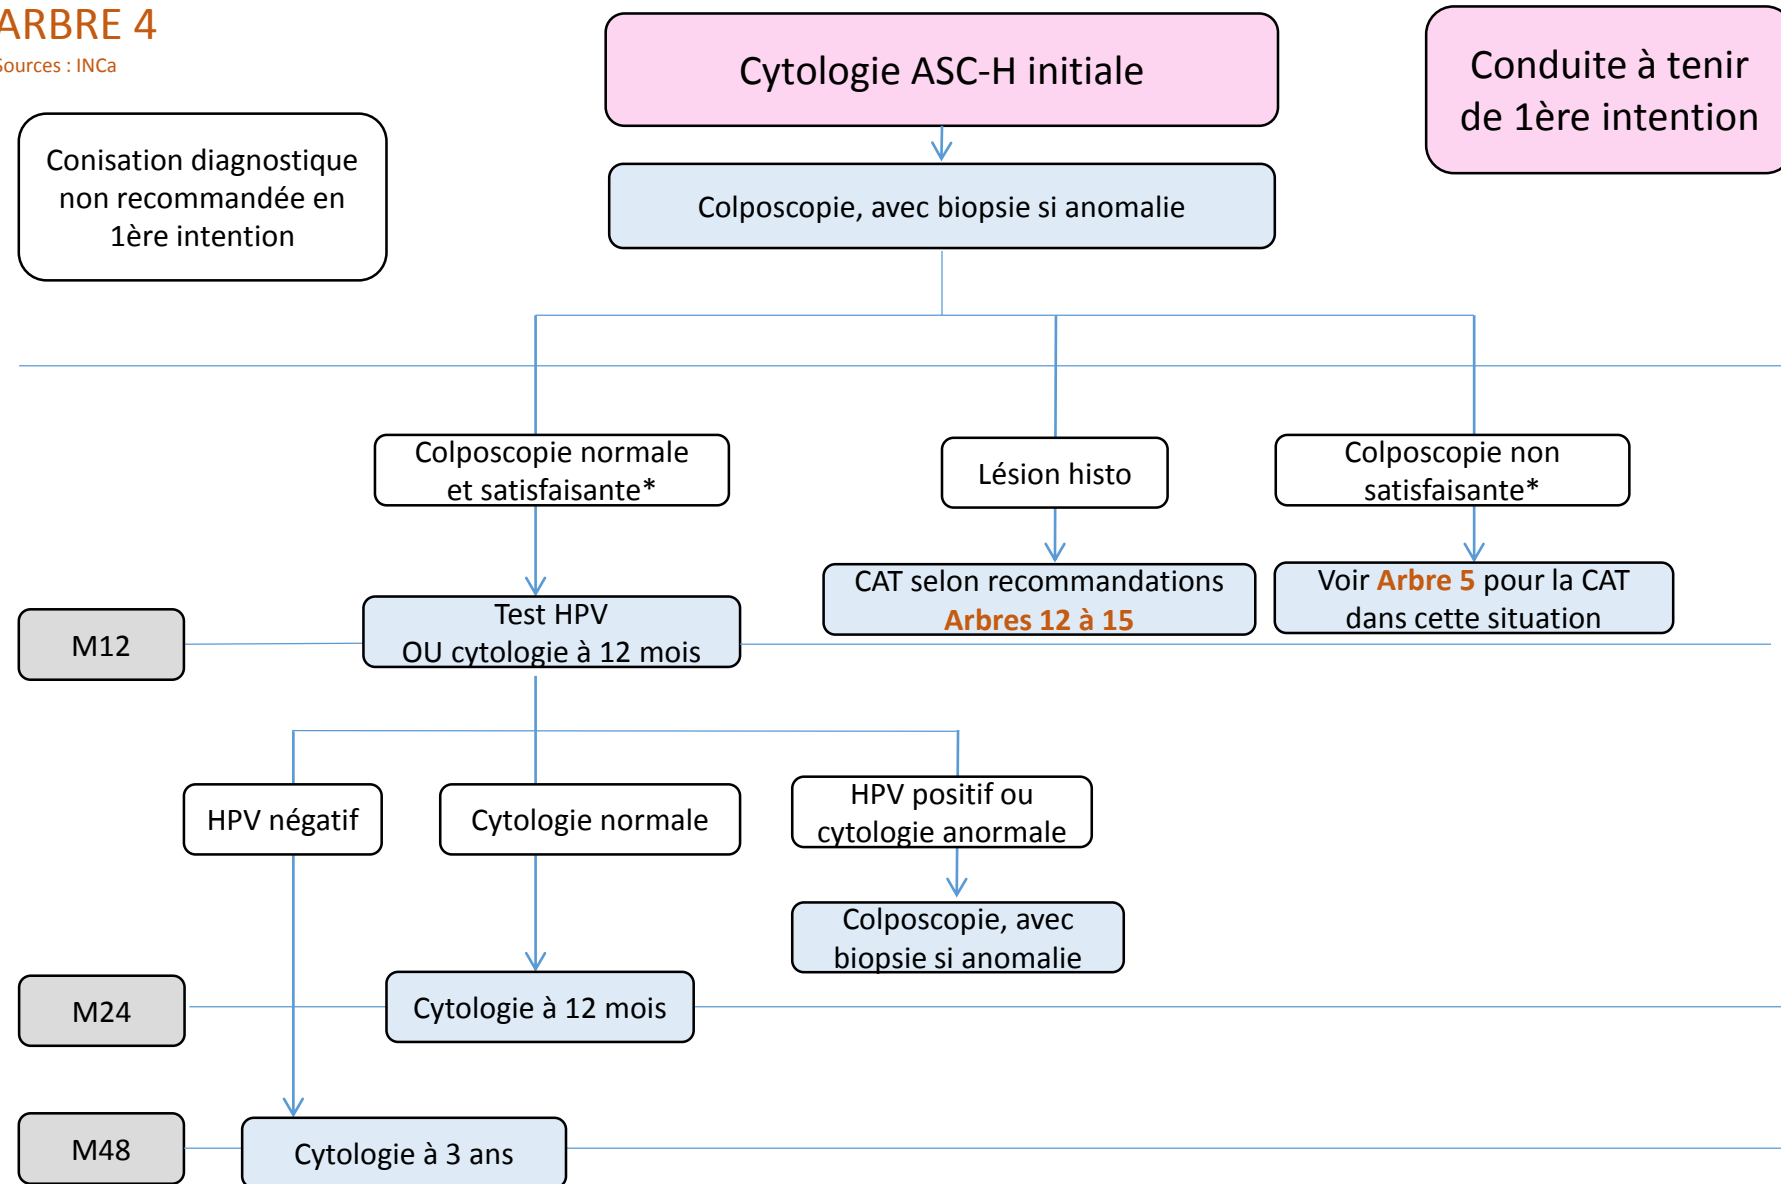 ARBRE 4
Sources : INCa
Cytologie ASC-H initiale
Conduite à tenir
de 1ère intention
Conisation diagnostique
non recommandée en
1ère intention
Colposcopie, avec biopsie si anomalie
Colposcopie normale
et satisfaisante*
Lésion histo
Colposcopie non
satisfaisante*
CAT selon recommandations
Arbres 12 à 15
Voir Arbre 5 pour la CAT
dans cette situation
M12
Test HPV
OU cytologie à 12 mois
HPV négatif
Cytologie normale
HPV positif ou
cytologie anormale
Colposcopie, avec
biopsie si anomalie
M24
Cytologie à 12 mois
M48
Cytologie à 3 ans